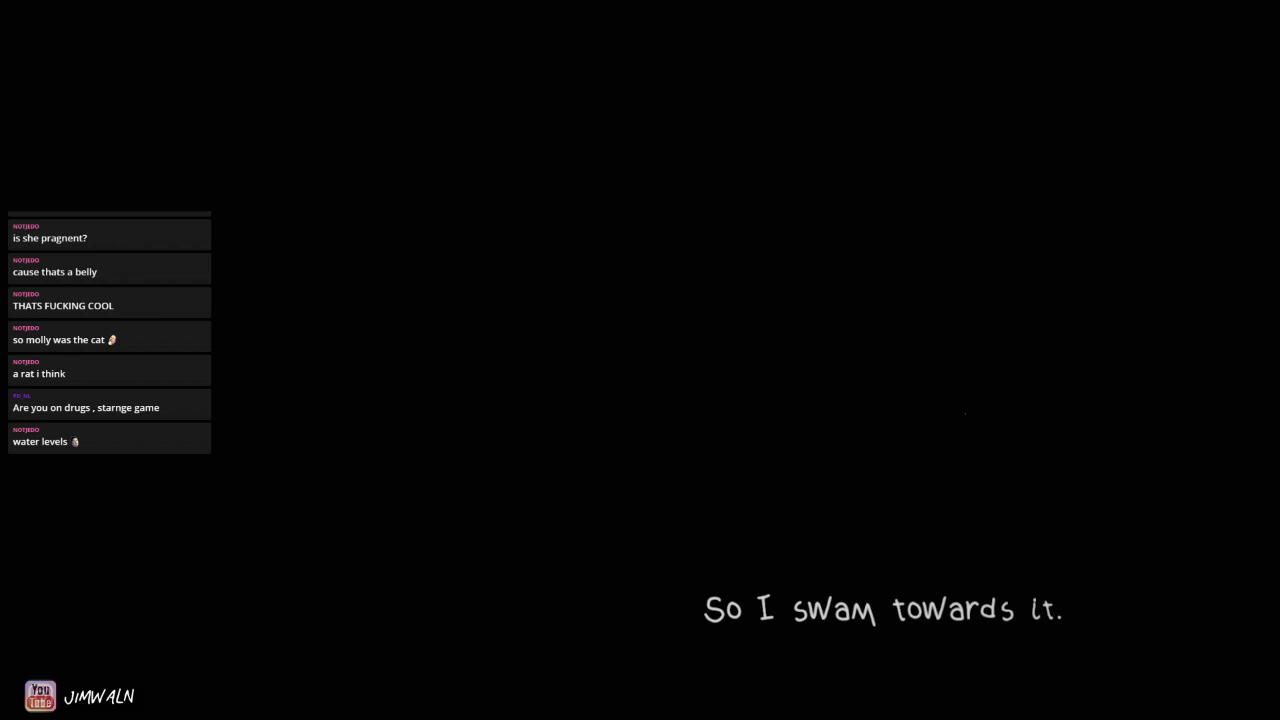 NOTJEDO
is she pragnent?
NOTJEDO
cause thats a belly
NOTJEDO
THATS FUCKING COOL
NOTJEDO
so molly was the cat
NOTJEDO
a rat i think
Are you on drugs , starnge game
NOTJEDO
water levels
So I swam towards it.
You
Tube
JIMWALN